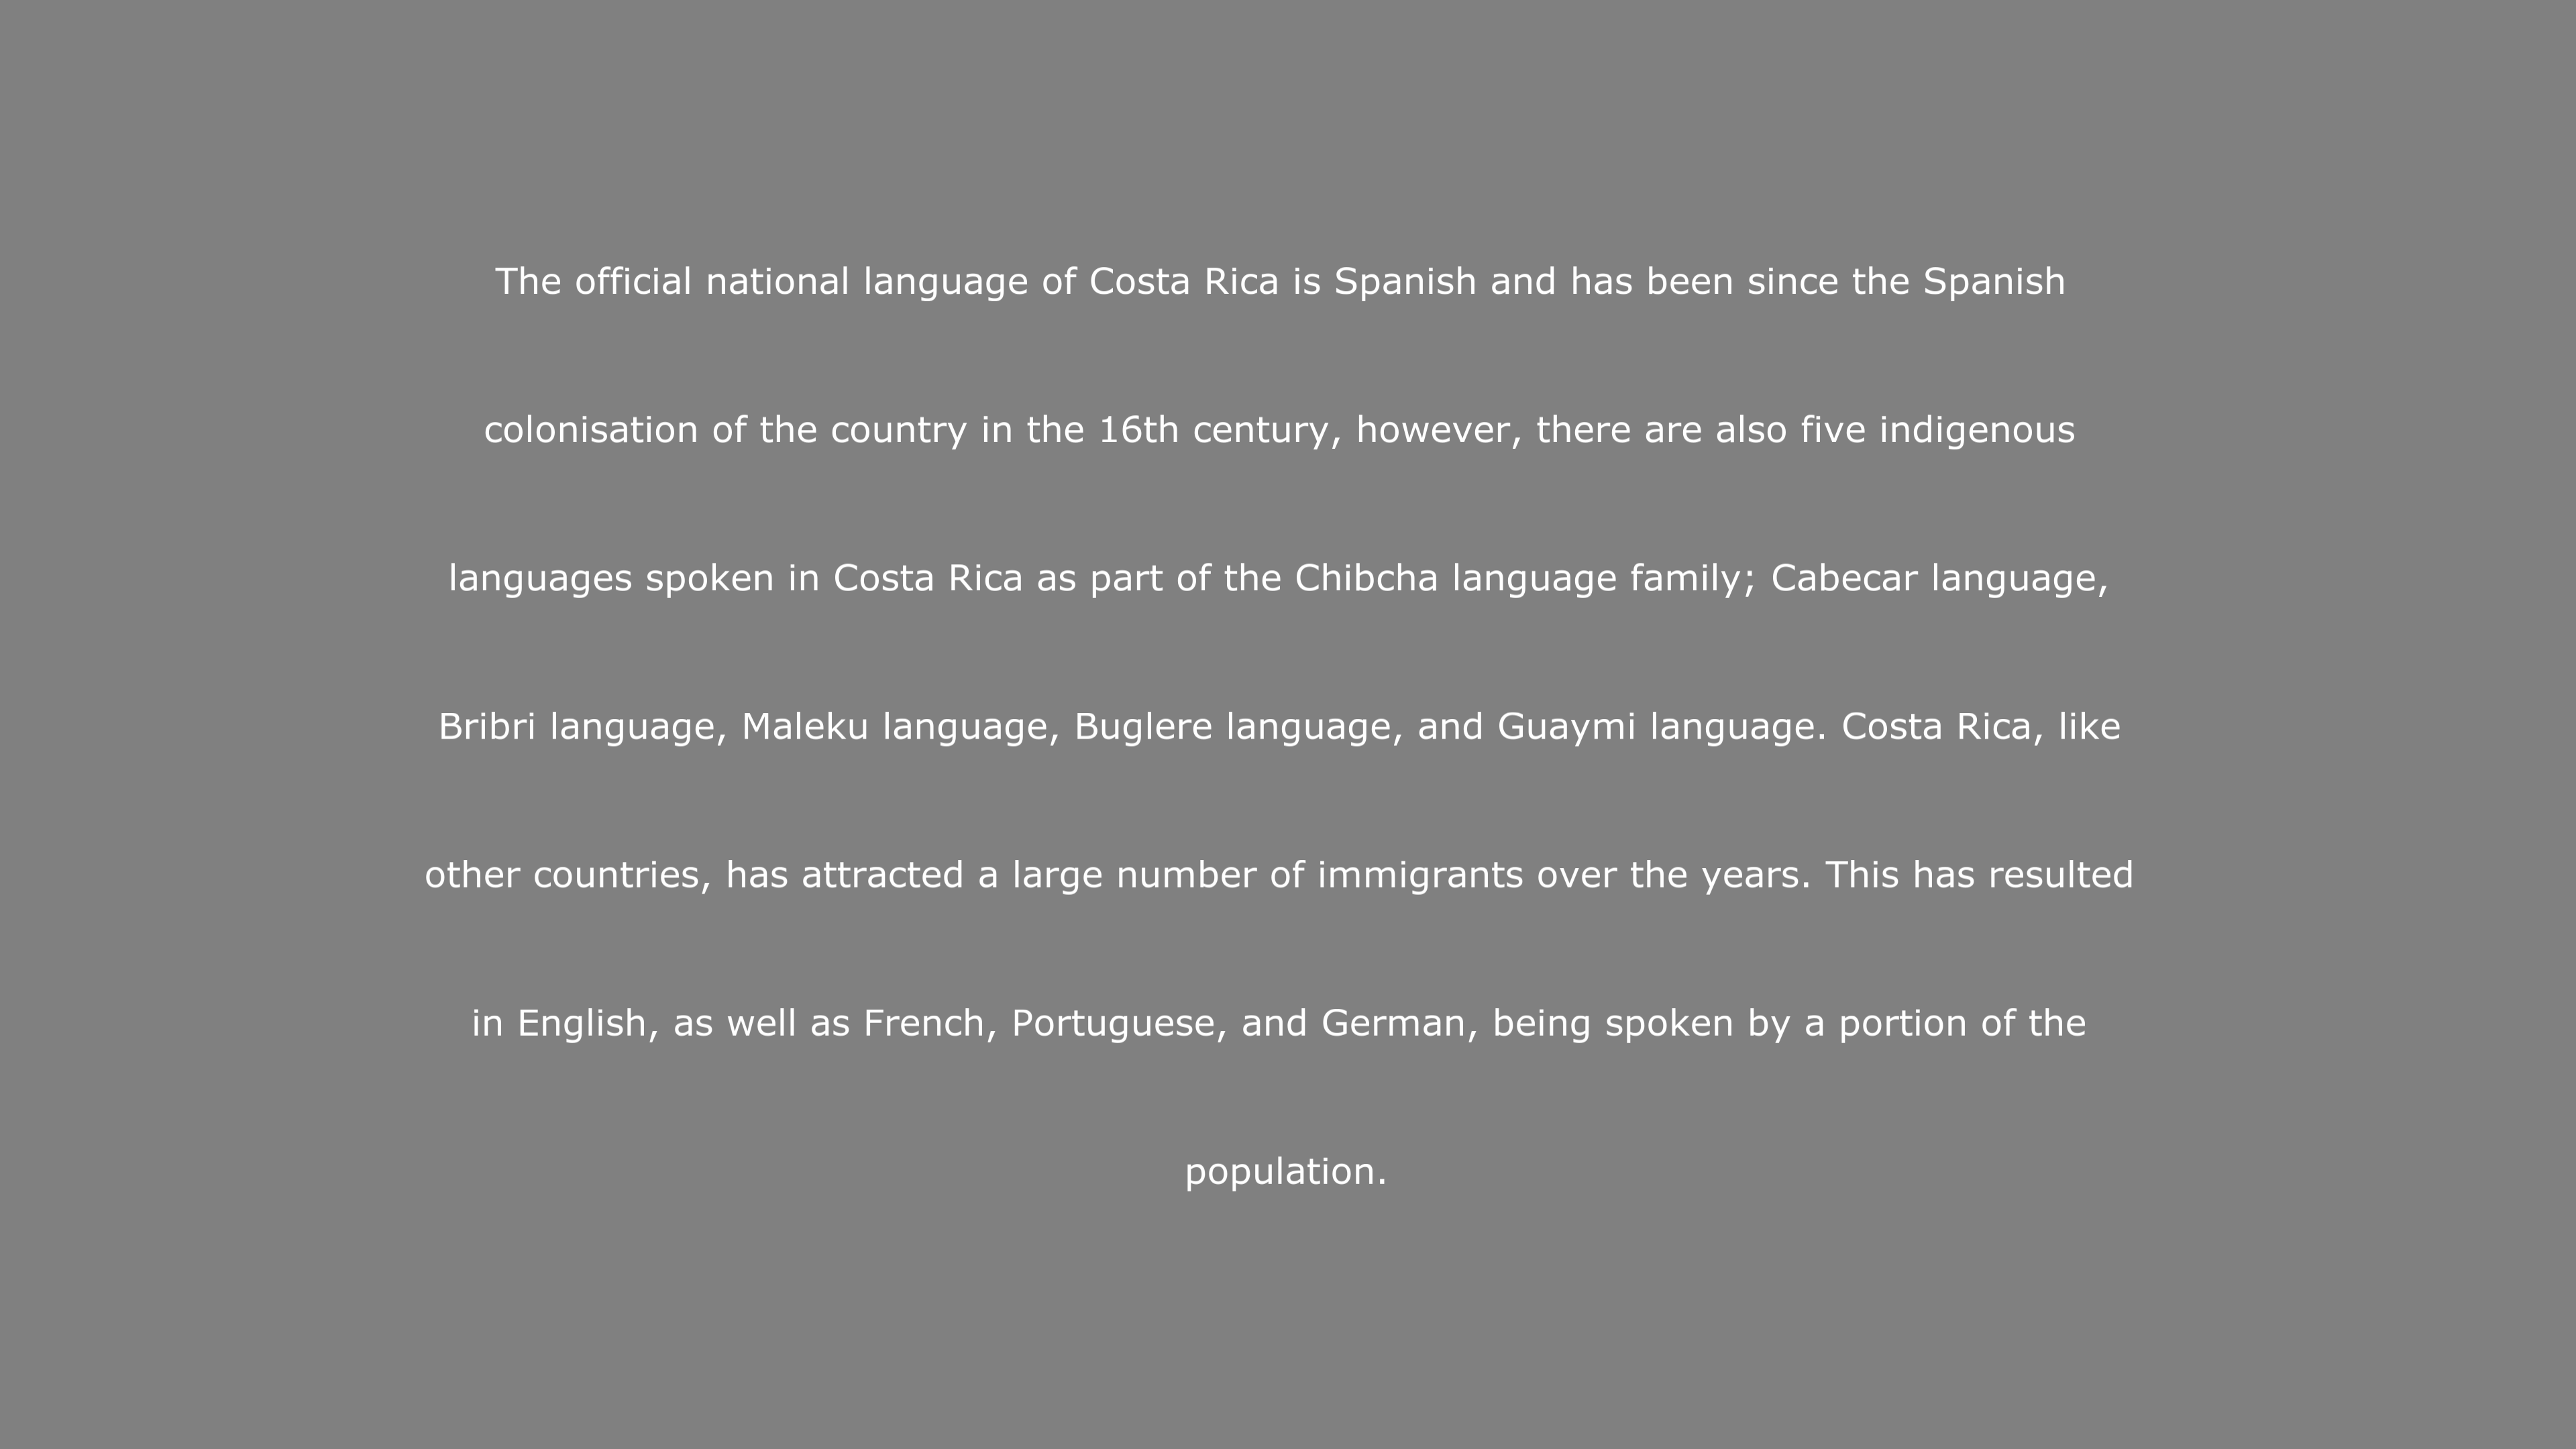 The official national language of Costa Rica is Spanish and has been since the Spanish
colonisation of the country in the 16th century, however, there are also five indigenous
languages spoken in Costa Rica as part of the Chibcha language family; Cabecar language,
Bribri language, Maleku language, Buglere language, and Guaymi language. Costa Rica, like
other countries, has attracted a large number of immigrants over the years. This has resulted
in English, as well as French, Portuguese, and German, being spoken by a portion of the
population.